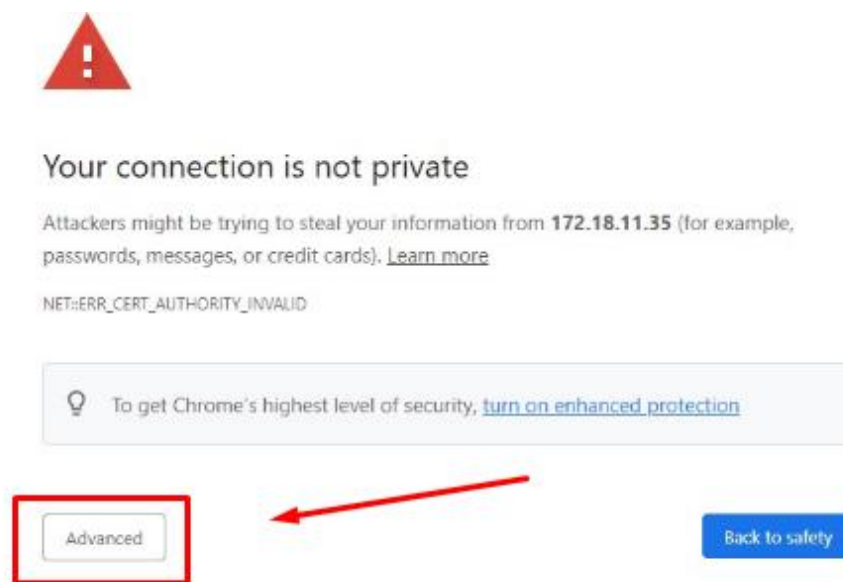 Your connection is not private
Attackers might be trying to steal your information from 172.18.11.35 (for example,
passwords, messages, or credit cards). Learn more
NET::ERR_CERT_AUTHORITY_INVALID
To get Chrome's highest level of security, turn on enhanced protection
Advanced
Back to safety